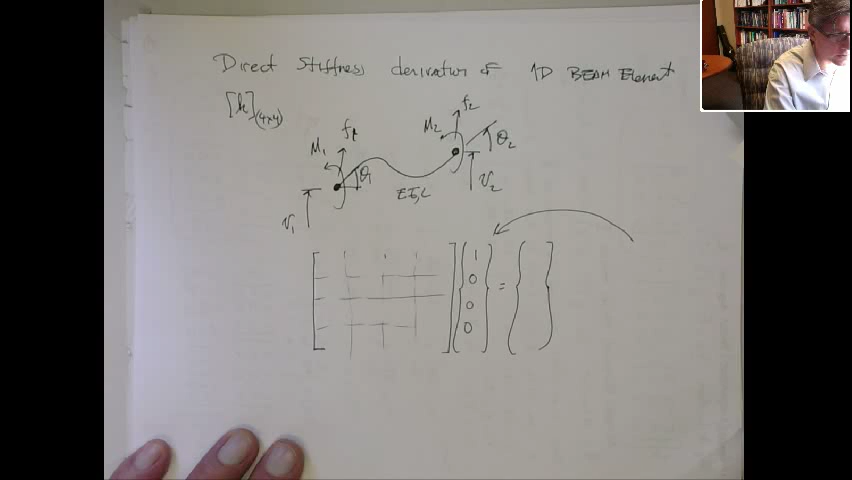 Direct Stiffness derivation of 1D BEAM Element
[k](4x4)
M1 f1 θ1 v1
EI,L
M2 f2 θ2 v2
1
0 =
0
0